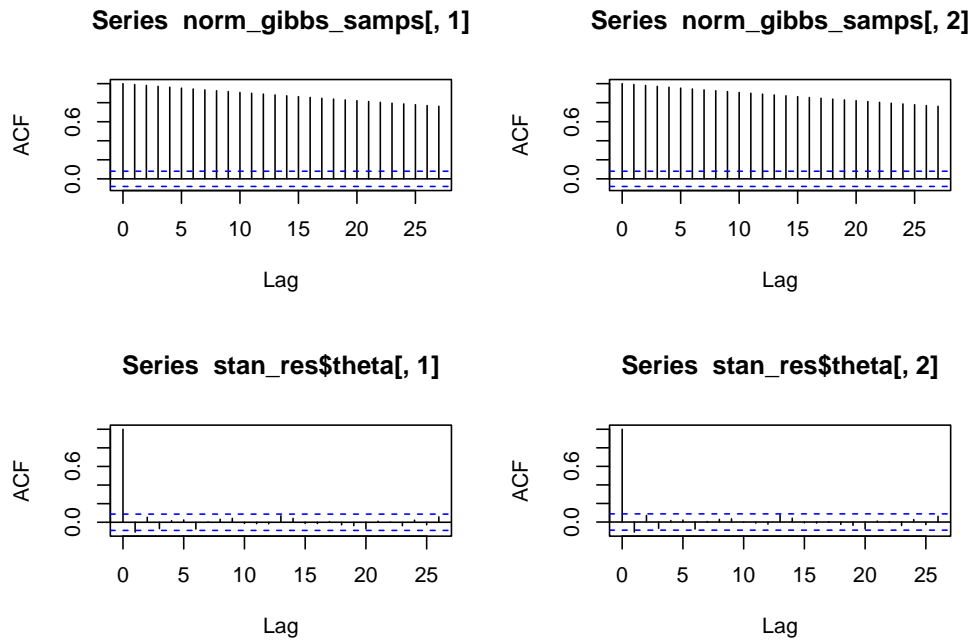 Series norm_gibbs_samps[, 1]
ACF
0.0 0.6
0 5 10 15 20 25
Lag
Series norm_gibbs_samps[, 2]
ACF
0.0 0.6
0 5 10 15 20 25
Lag
Series stan_res$theta[, 1]
ACF
0.0 0.6
0 5 10 15 20 25
Lag
Series stan_res$theta[, 2]
ACF
0.0 0.6
0 5 10 15 20 25
Lag